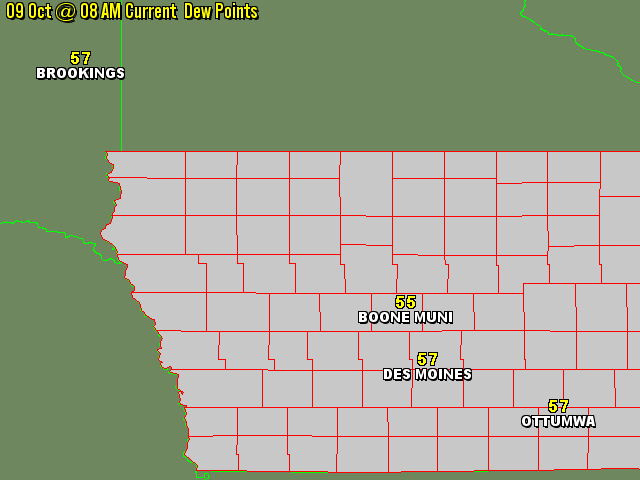 09 Oct @ 08 AM Current Dew Points
57
BROOKINGS
55
BOONE MUNI
57
DES MOINES
57
OTTUMWA